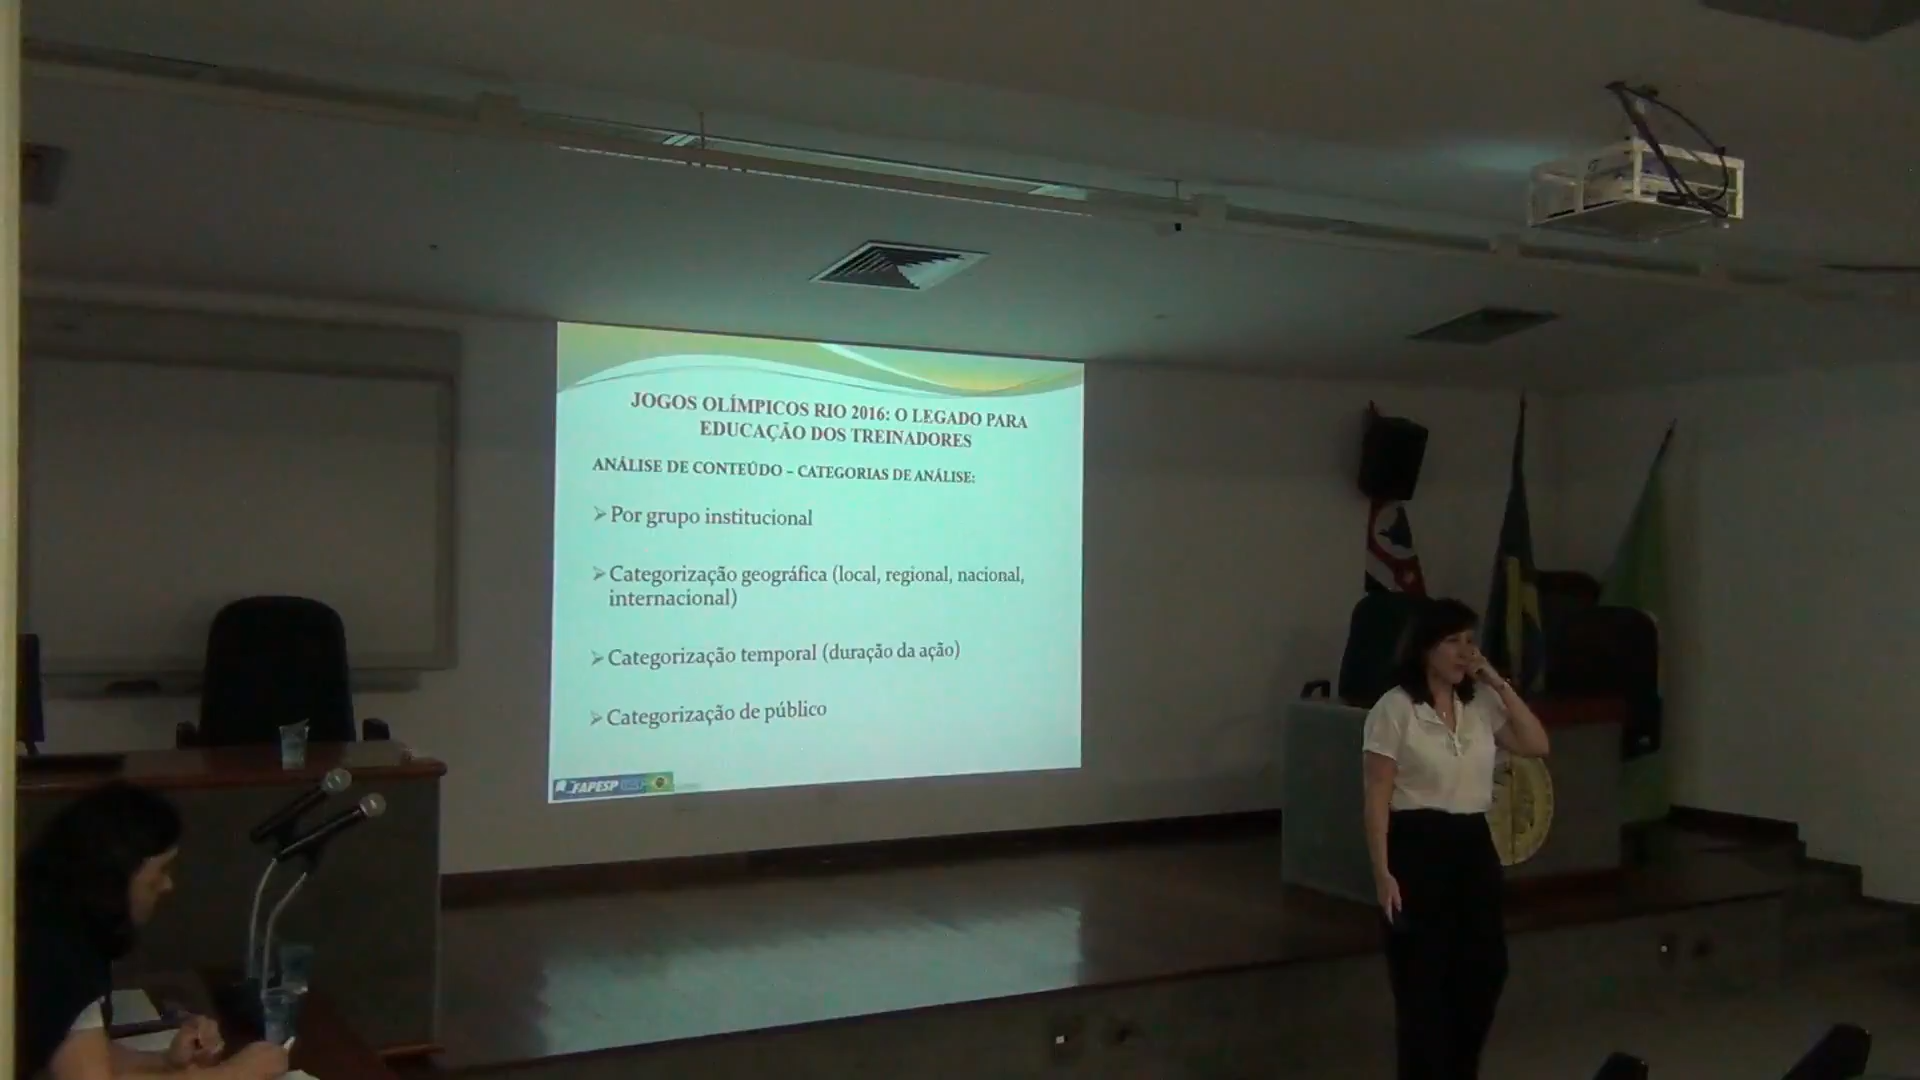 JOGOS OLÍMPICOS RIO 2016: O LEGADO PARA
EDUCAÇÃO DOS TREINADORES
ANÁLISE DE CONTEÚDO – CATEGORIAS DE ANÁLISE:
➢ Por grupo institucional
➢ Categorização geográfica (local, regional, nacional,
internacional)
➢ Categorização temporal (duração da ação)
➢ Categorização de público
FAPESP